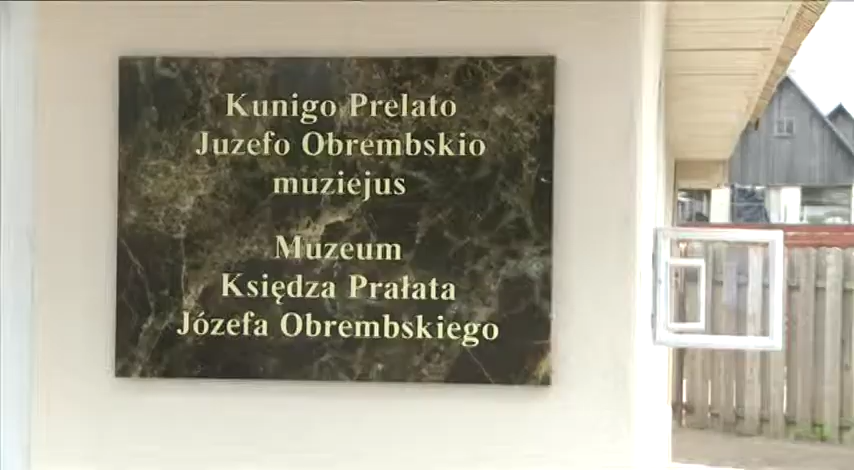 Kunigo Prelato
Juzefo Obrembskio
muziejus
Muzeum
Księdza Prałata
Józefa Obrembskiego